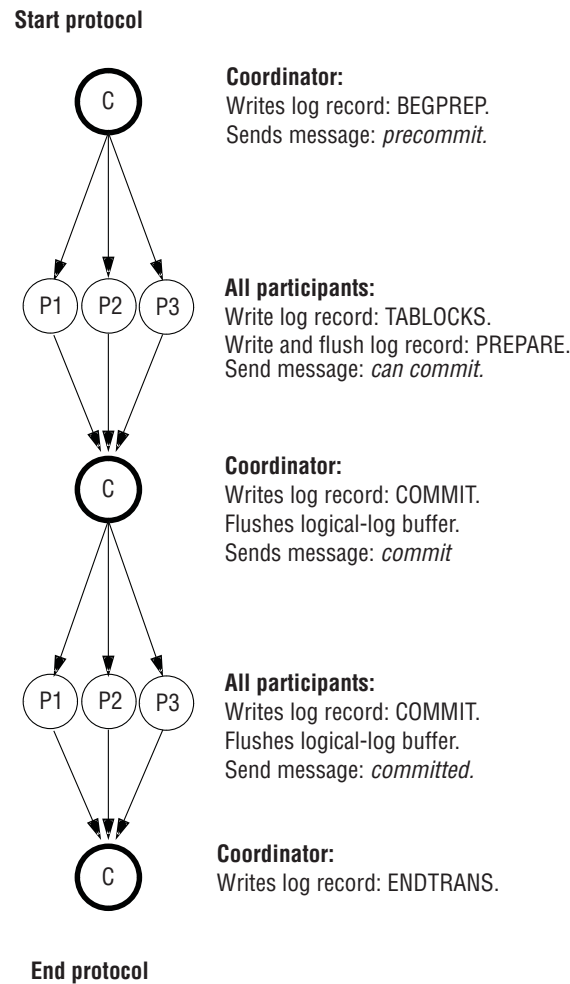 Start protocol
C
Coordinator:
Writes log record: BEGPREP.
Sends message: precommit.
P1 P2 P3
All participants:
Write log record: TABLOCKS.
Write and flush log record: PREPARE.
Send message: can commit.
C
Coordinator:
Writes log record: COMMIT.
Flushes logical-log buffer.
Sends message: commit
P1 P2 P3
All participants:
Writes log record: COMMIT.
Flushes logical-log buffer.
Send message: committed.
C
Coordinator:
Writes log record: ENDTRANS.
End protocol